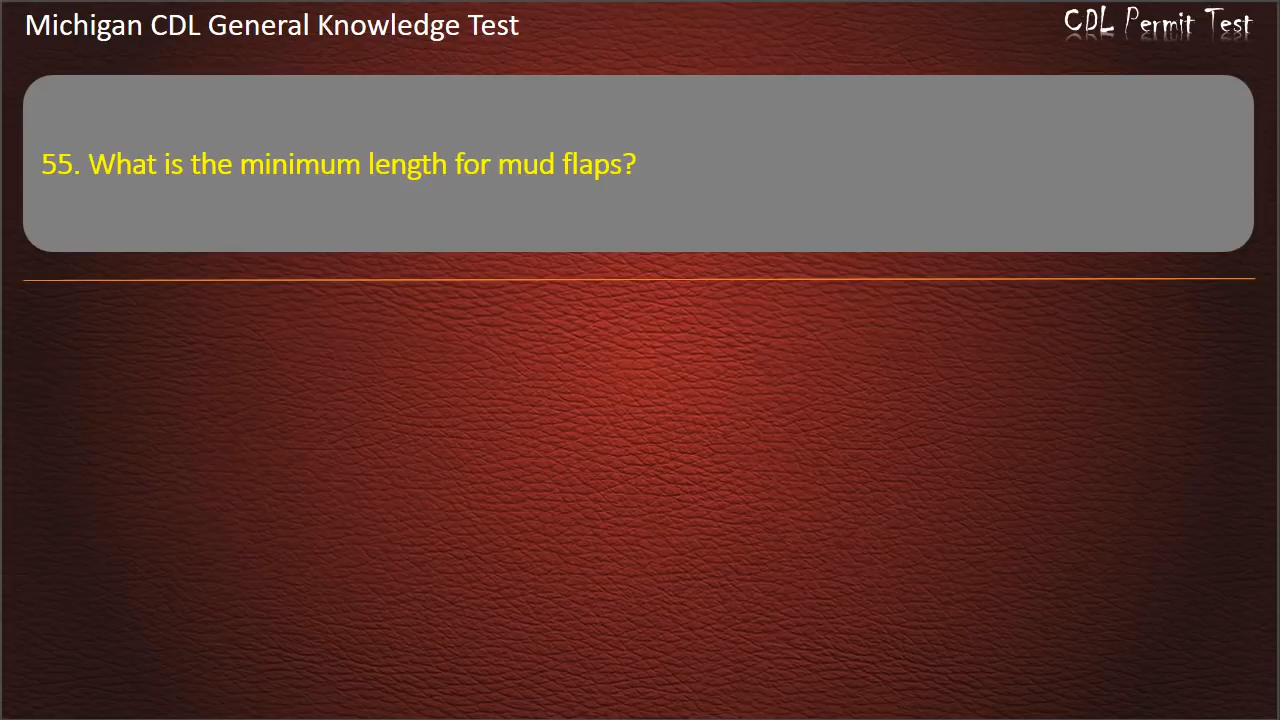 Michigan CDL General Knowledge Test
CDL Permit Test
55. What is the minimum length for mud flaps?